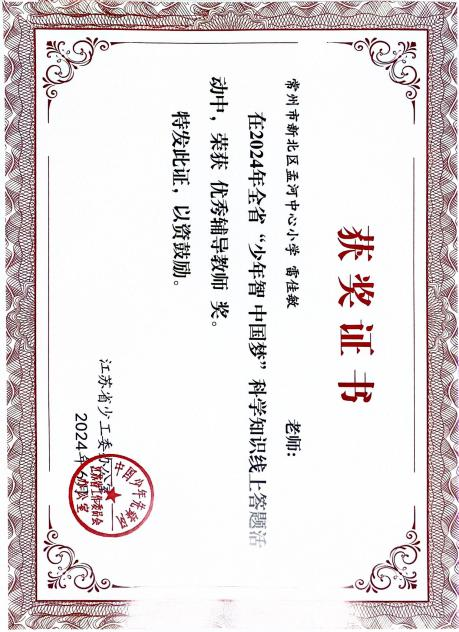 获奖证书
常州市新北区孟河中心小学 雷佳敏 老师:
在2024年全省“少年智 中国梦”科学知识线上答题活
动中，荣获 优秀辅导教师 奖。
特发此证，以资鼓励。
江苏省少工委办公室
2024年